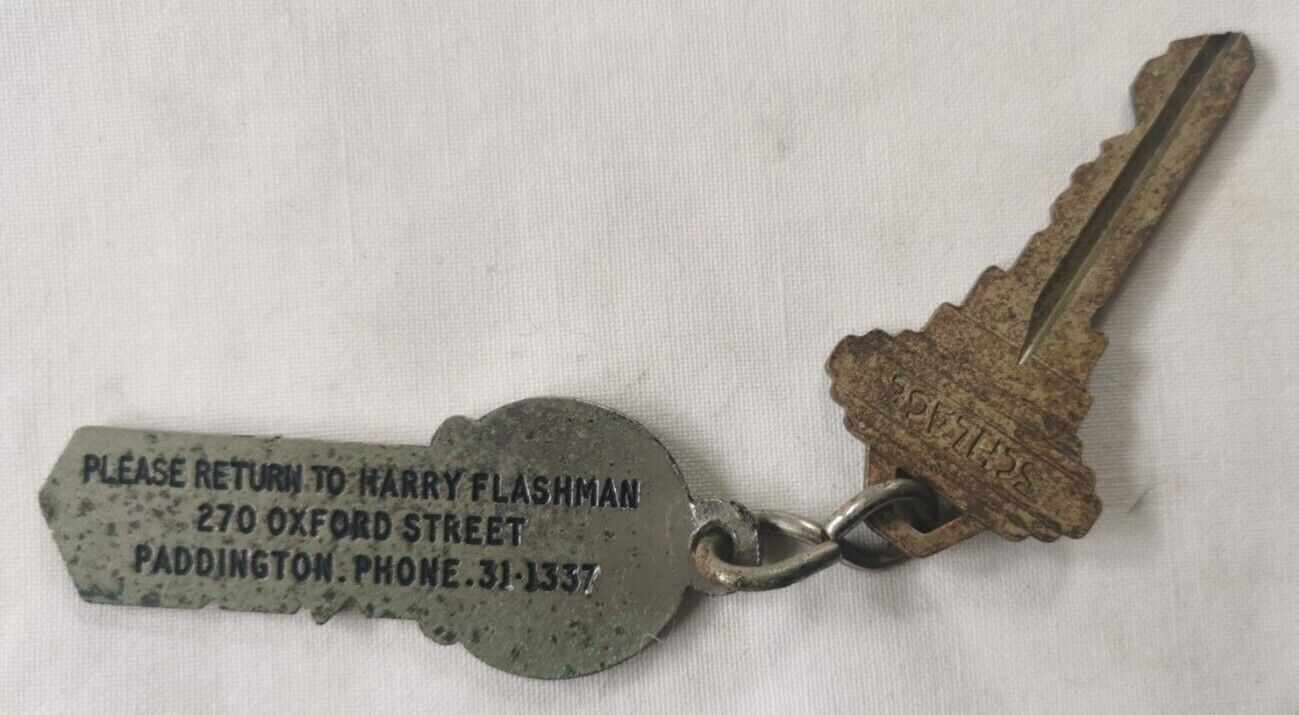 PLEASE RETURN TO HARRY FLASHMAN
270 OXFORD STREET
PADDINGTON. PHONE. 31-1337
SCHLAGE